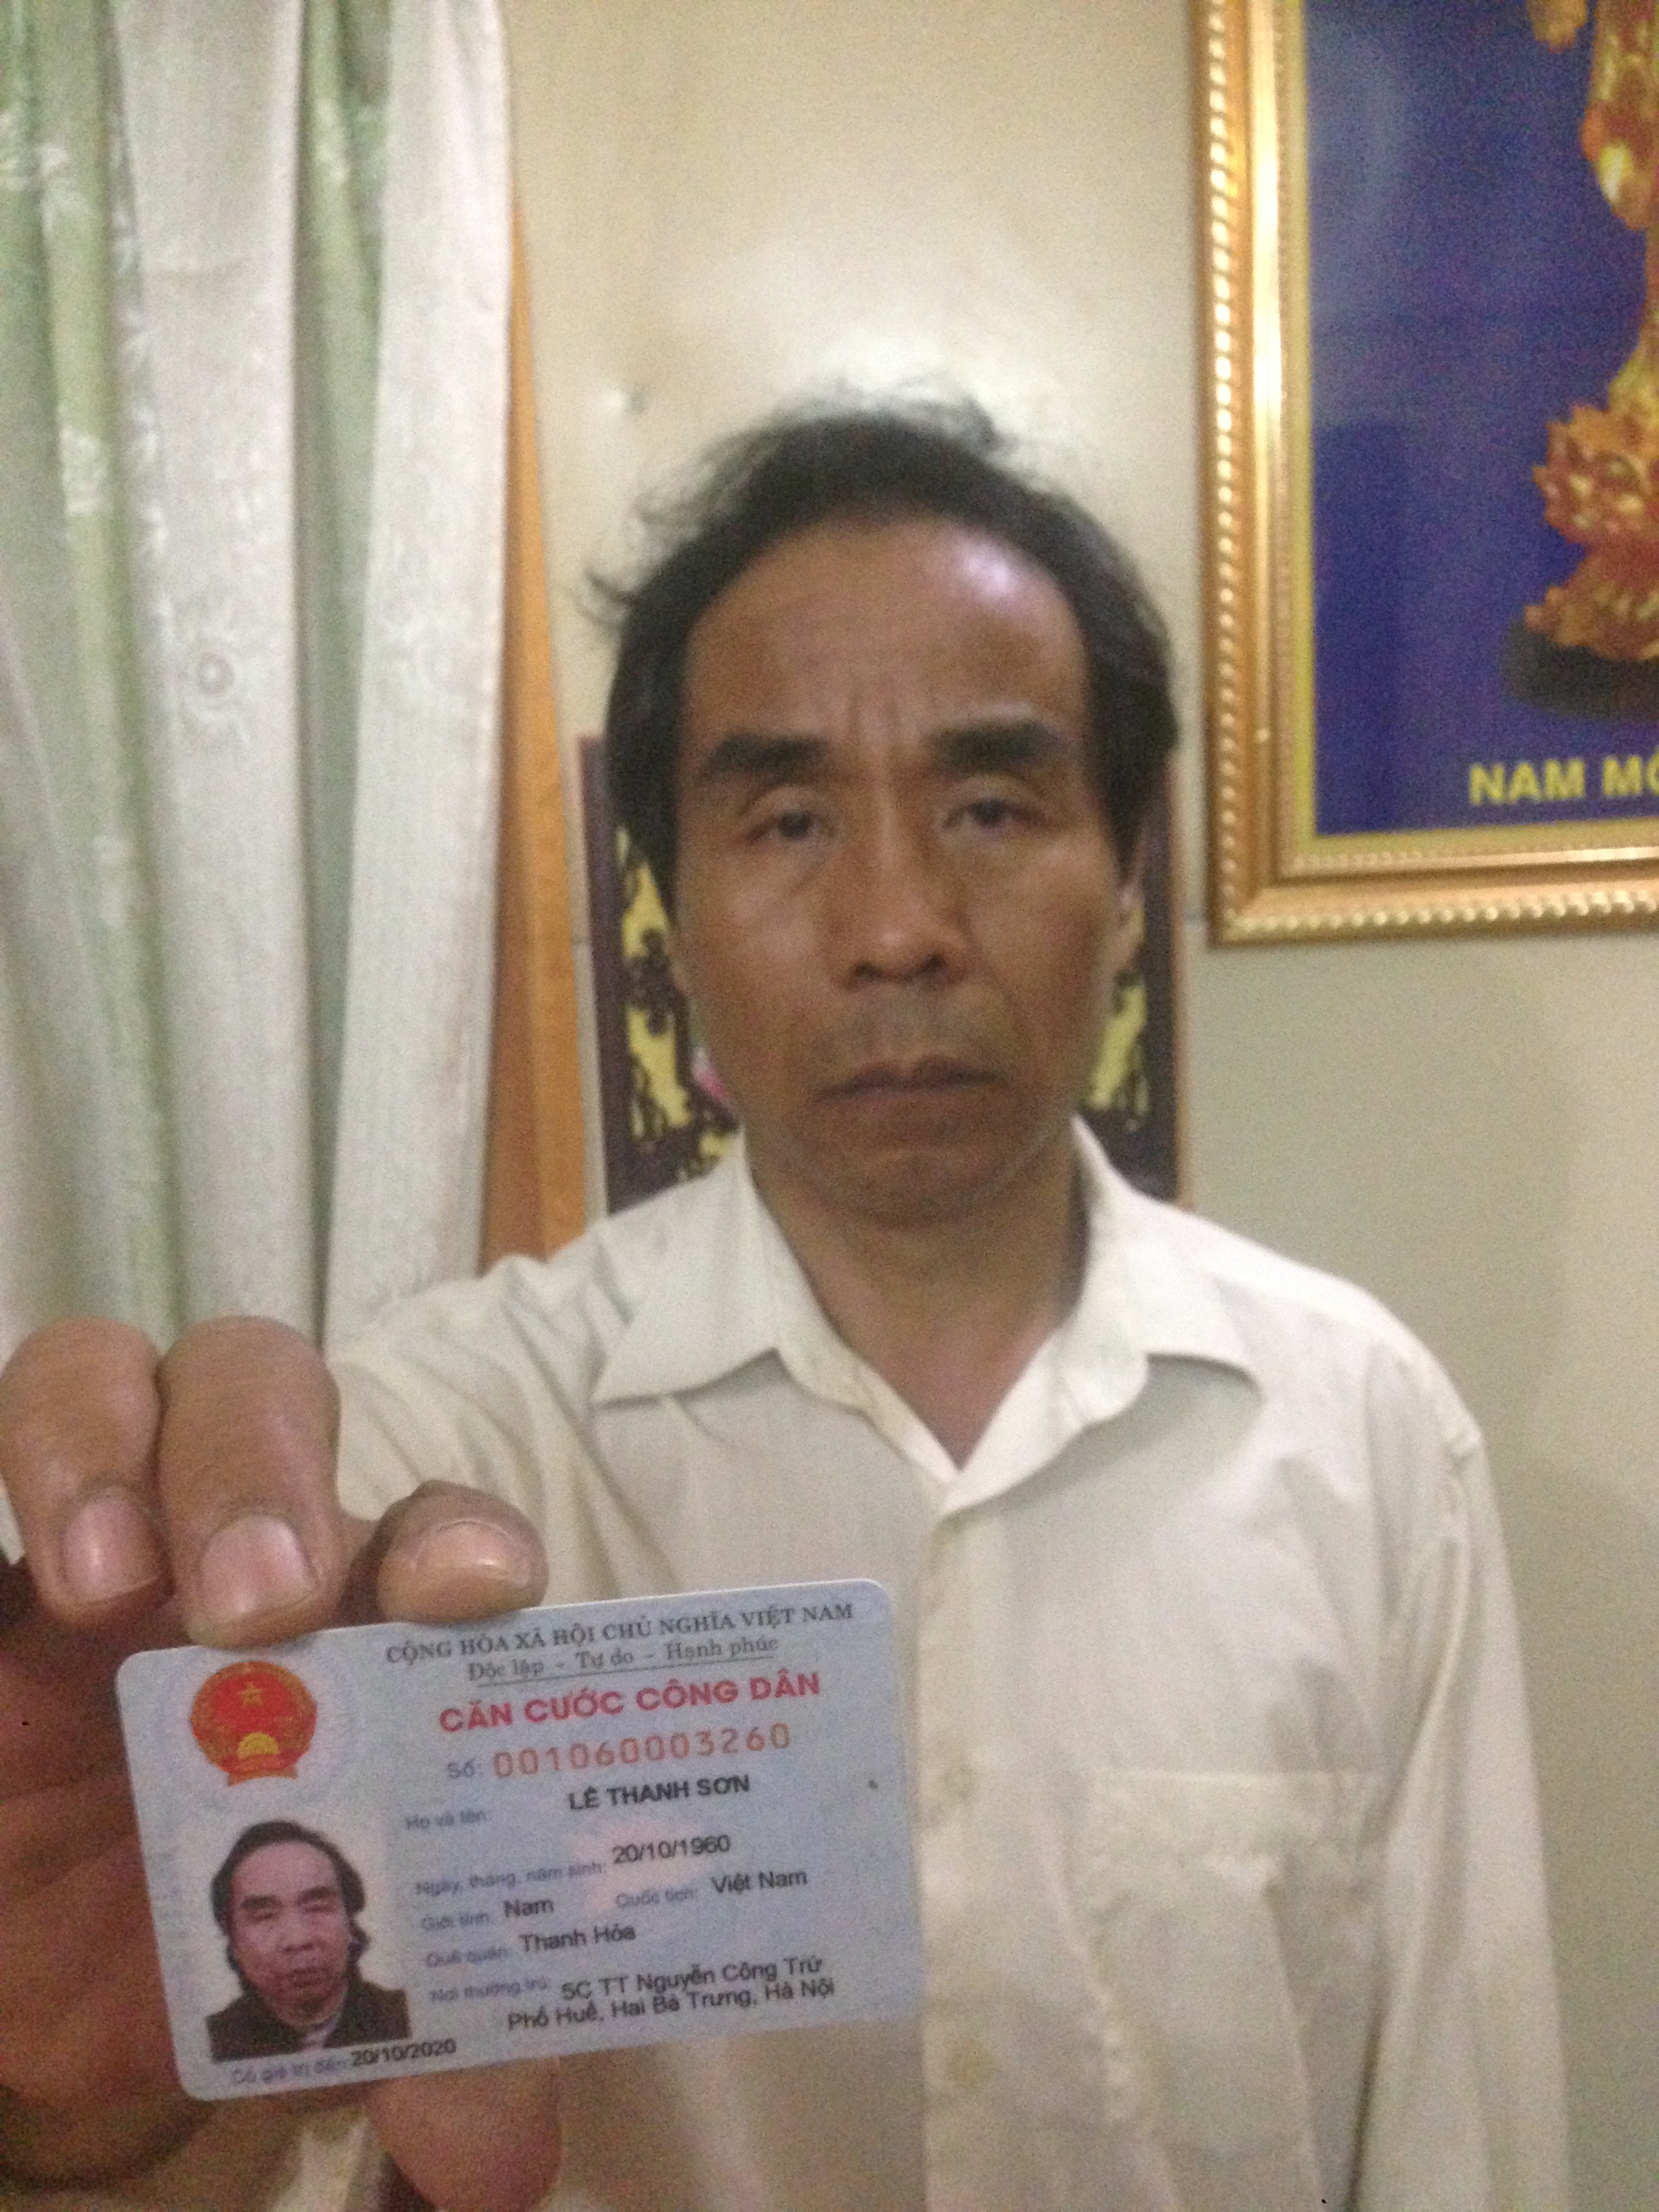 NAM MÔ
CỘNG HÒA XÃ HỘI CHỦ NGHĨA VIỆT NAM
Độc lập - Tự do - Hạnh phúc
CĂN CƯỚC CÔNG DÂN
Số: 001060003260
Họ và tên: LÊ THANH SƠN
Ngày, tháng, năm sinh: 20/10/1960
Giới tính: Nam Quốc tịch: Việt Nam
Quê quán: Thanh Hóa
Nơi thường trú: 5C TT Nguyễn Công Trứ
Phố Huế, Hai Bà Trưng, Hà Nội
Có giá trị đến: 20/10/2020